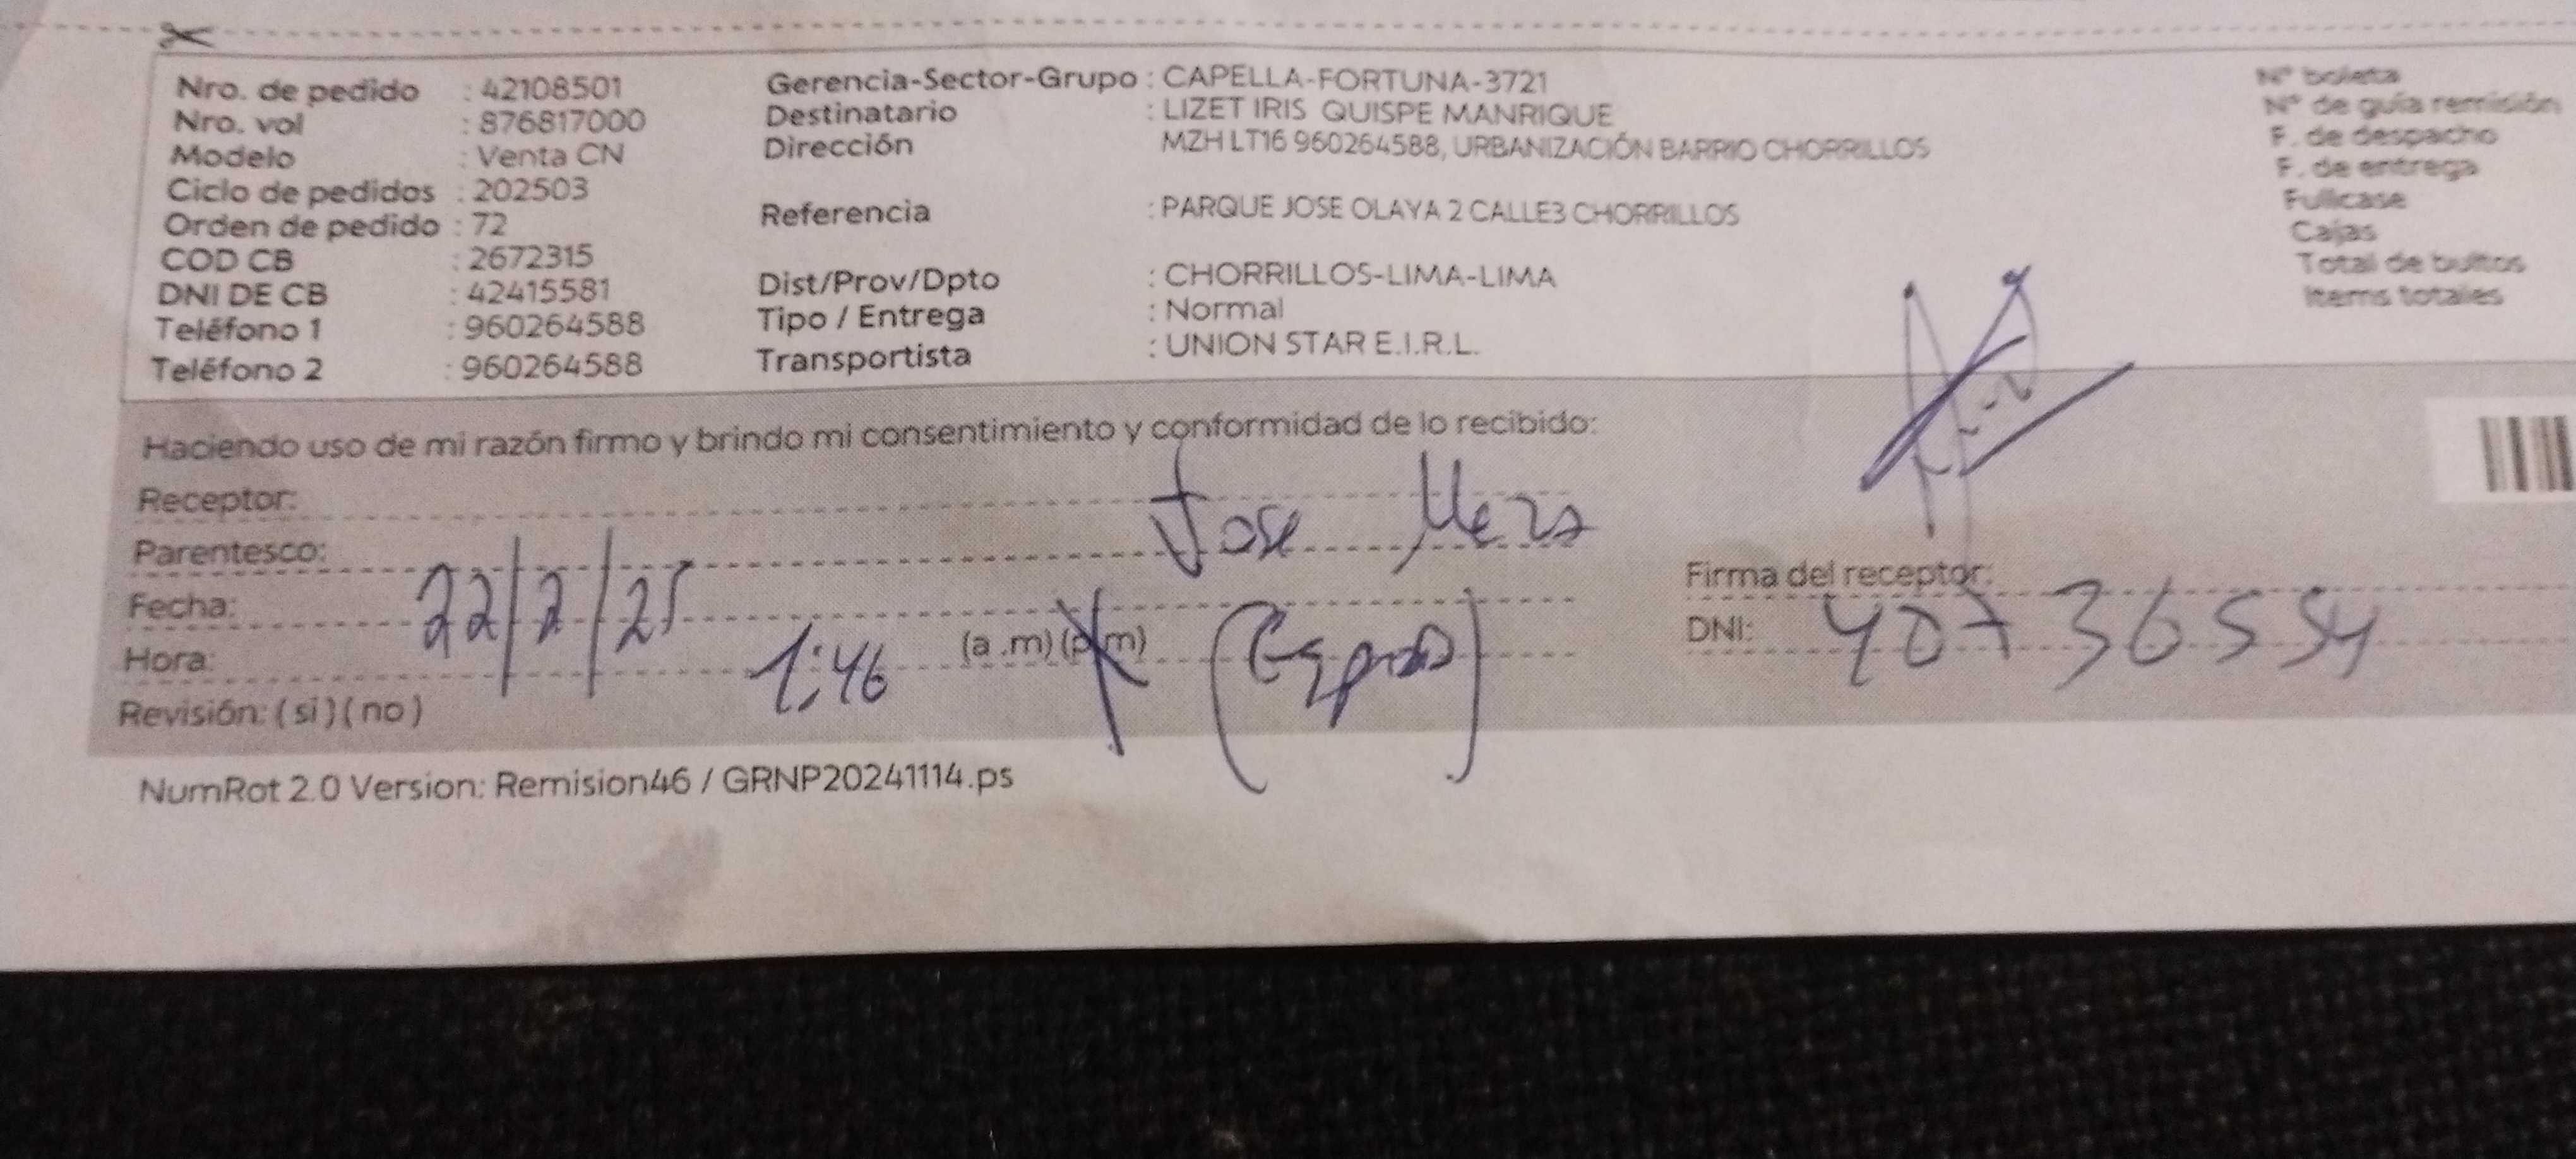 Nro. de pedido : 42108501
Nro. vol : 876817000
Modelo : Venta CN
Ciclo de pedidos : 202503
Orden de pedido : 72
COD CB : 2672315
DNI DE CB : 42415581
Teléfono 1 : 960264588
Teléfono 2 : 960264588
Gerencia-Sector-Grupo : CAPELLA-FORTUNA-3721
Destinatario : LIZET IRIS QUISPE MANRIQUE
Dirección MZH LT16 960264588, URBANIZACIÓN BARRIO CHORRILLOS
Referencia : PARQUE JOSE OLAYA 2 CALLE3 CHORRILLOS
Dist/Prov/Dpto : CHORRILLOS-LIMA-LIMA
Tipo / Entrega : Normal
Transportista : UNION STAR E.I.R.L.
N° boleta
N° de guía remisión
F. de despacho
F. de entrega
Fullcase
Cajas
Total de bultos
Items totales
Haciendo uso de mi razón firmo y brindo mi consentimiento y conformidad de lo recibido:
Receptor: Jose
Parentesco:
Fecha: 22/2/25
Hora: 1:46 (a .m) (p.m)
Revisión: ( si ) ( no )
Firma del receptor:
DNI: 40736554
NumRot 2.0 Version: Remision46 / GRNP20241114.ps